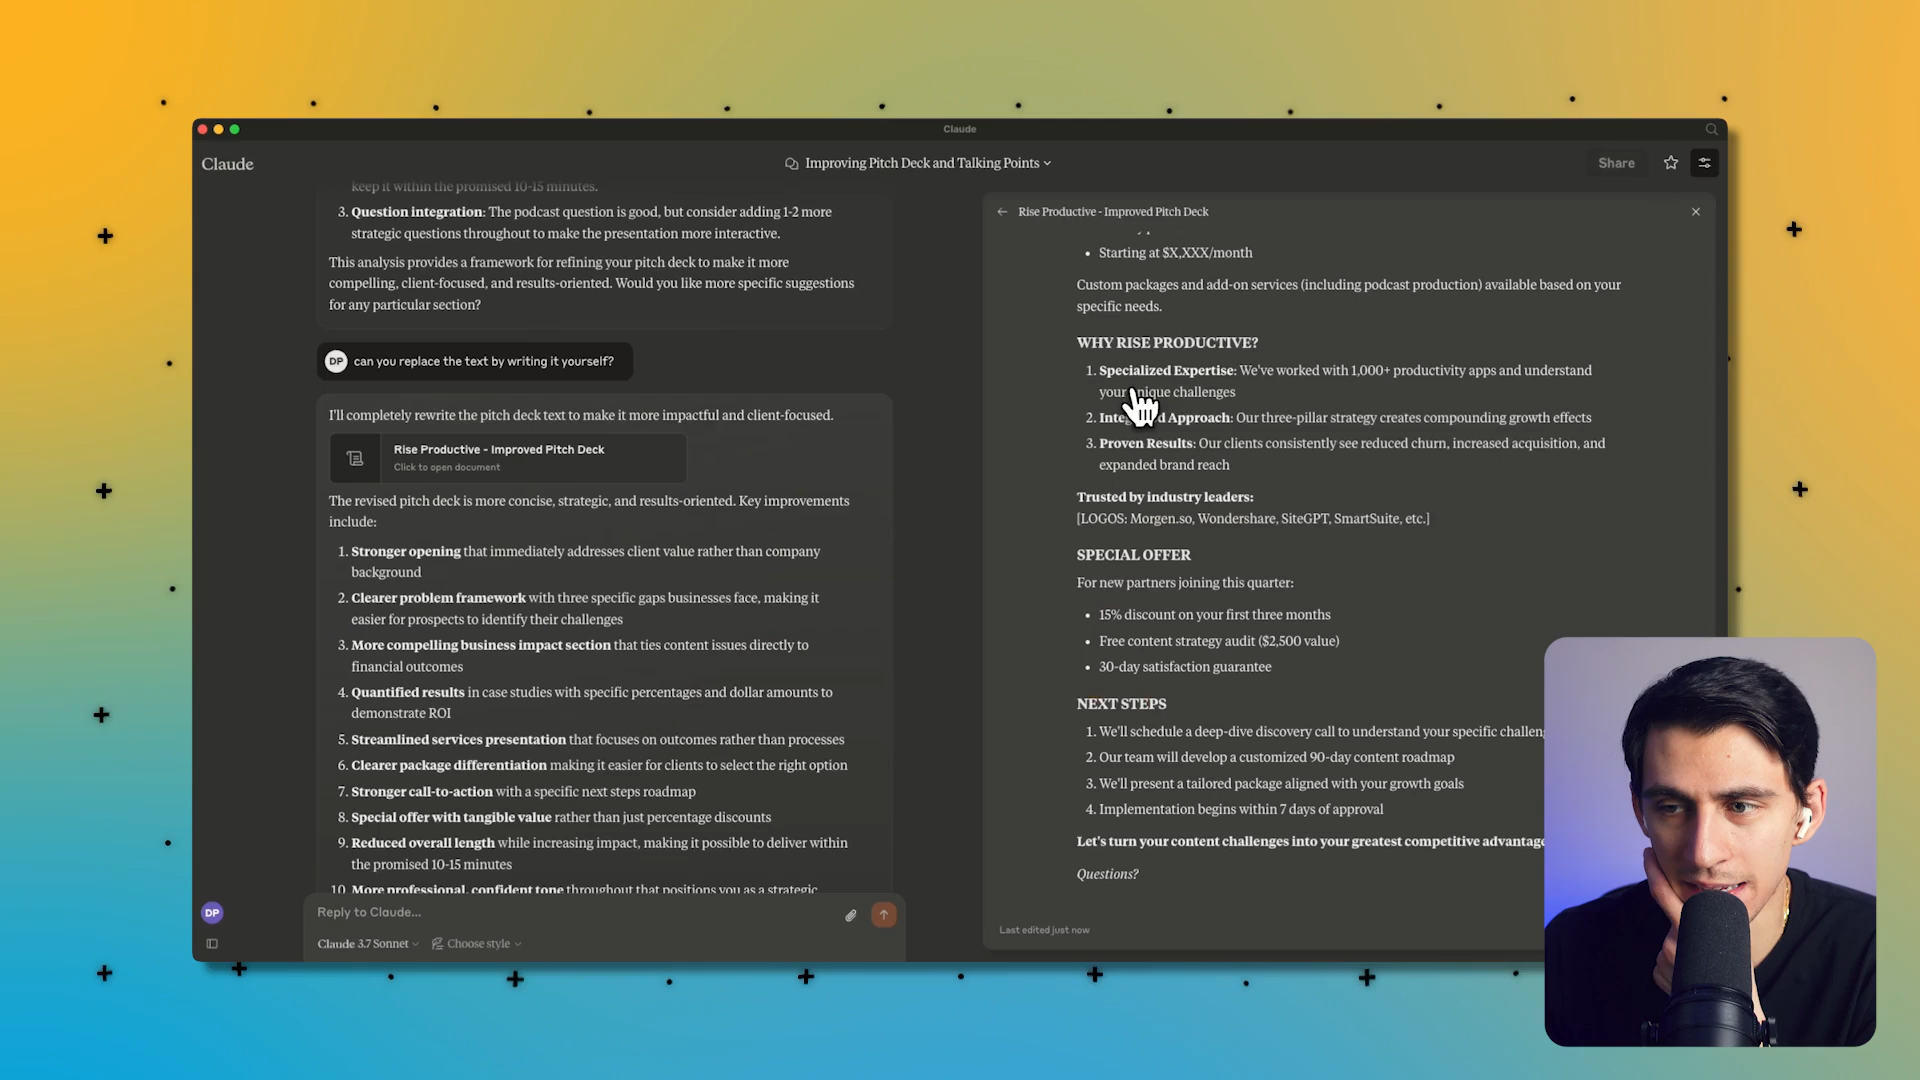 Claude
Claude
Improving Pitch Deck and Talking Points
Share
keep it within the promised 10-15 minutes.
3. Question integration: The podcast question is good, but consider adding 1-2 more
strategic questions throughout to make the presentation more interactive.
This analysis provides a framework for refining your pitch deck to make it more
compelling, client-focused, and results-oriented. Would you like more specific suggestions
for any particular section?
DP
can you replace the text by writing it yourself?
I'll completely rewrite the pitch deck text to make it more impactful and client-focused.
Rise Productive - Improved Pitch Deck
Click to open document
The revised pitch deck is more concise, strategic, and results-oriented. Key improvements
include:
1. Stronger opening that immediately addresses client value rather than company
background
2. Clearer problem framework with three specific gaps businesses face, making it
easier for prospects to identify their challenges
3. More compelling business impact section that ties content issues directly to
financial outcomes
4. Quantified results in case studies with specific percentages and dollar amounts to
demonstrate ROI
5. Streamlined services presentation that focuses on outcomes rather than processes
6. Clearer package differentiation making it easier for clients to select the right option
7. Stronger call-to-action with a specific next steps roadmap
8. Special offer with tangible value rather than just percentage discounts
9. Reduced overall length while increasing impact, making it possible to deliver within
the promised 10-15 minutes
10. More professional, confident tone throughout that positions you as a strategic
DP
Reply to Claude...
Claude 3.7 Sonnet
Choose style
Rise Productive - Improved Pitch Deck
• Starting at $X,XXX/month
Custom packages and add-on services (including podcast production) available based on your
specific needs.
WHY RISE PRODUCTIVE?
1. Specialized Expertise: We've worked with 1,000+ productivity apps and understand
your unique challenges
2. Approach: Our three-pillar strategy creates compounding growth effects
3. Proven Results: Our clients consistently see reduced churn, increased acquisition, and
expanded brand reach
Trusted by industry leaders:
[LOGOS: Morgen.so, Wondershare, SiteGPT, SmartSuite, etc.]
SPECIAL OFFER
For new partners joining this quarter:
• 15% discount on your first three months
• Free content strategy audit ($2,500 value)
• 30-day satisfaction guarantee
NEXT STEPS
1. We'll schedule a deep-dive discovery call to understand your specific
2. Our team will develop a customized 90-day content roadmap
3. We'll present a tailored package aligned with your growth goals
4. Implementation begins within 7 days of approval
Let's turn your content challenges into your greatest competitive advantage
Questions?
Last edited just now